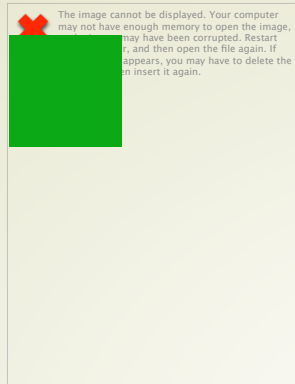 The image cannot be displayed. Your computer
may not have enough memory to open the image,
may have been corrupted. Restart
, and then open the file again. If
appears, you may have to delete the
insert it again.